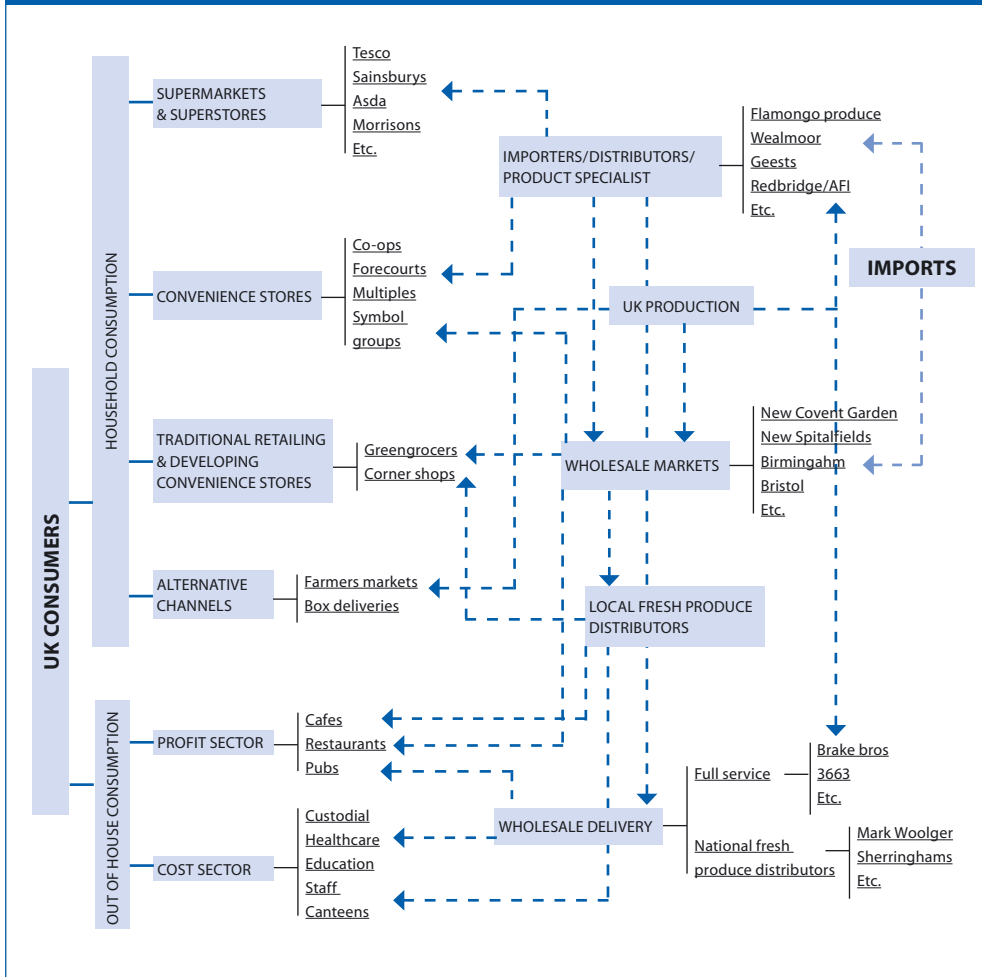 UK CONSUMERS
HOUSEHOLD CONSUMPTION
SUPERMARKETS
& SUPERSTORES
Tesco
Sainsburys
Asda
Morrisons
Etc.
CONVENIENCE STORES
Co-ops
Forecourts
Multiples
Symbol
groups
TRADITIONAL RETAILING
& DEVELOPING
CONVENIENCE STORES
Greengrocers
Corner shops
ALTERNATIVE
CHANNELS
Farmers markets
Box deliveries
OUT OF HOUSE CONSUMPTION
PROFIT SECTOR
Cafes
Restaurants
Pubs
COST SECTOR
Custodial
Healthcare
Education
Staff
Canteens
IMPORTERS/DISTRIBUTORS/
PRODUCT SPECIALIST
Flamongo produce
Wealmoor
Geests
Redbridge/AFI
Etc.
IMPORTS
UK PRODUCTION
WHOLESALE MARKETS
New Covent Garden
New Spitalfields
Birmingahm
Bristol
Etc.
LOCAL FRESH PRODUCE
DISTRIBUTORS
WHOLESALE DELIVERY
Full service
Brake bros
3663
Etc.
National fresh
produce distributors
Mark Woolger
Sherringhams
Etc.